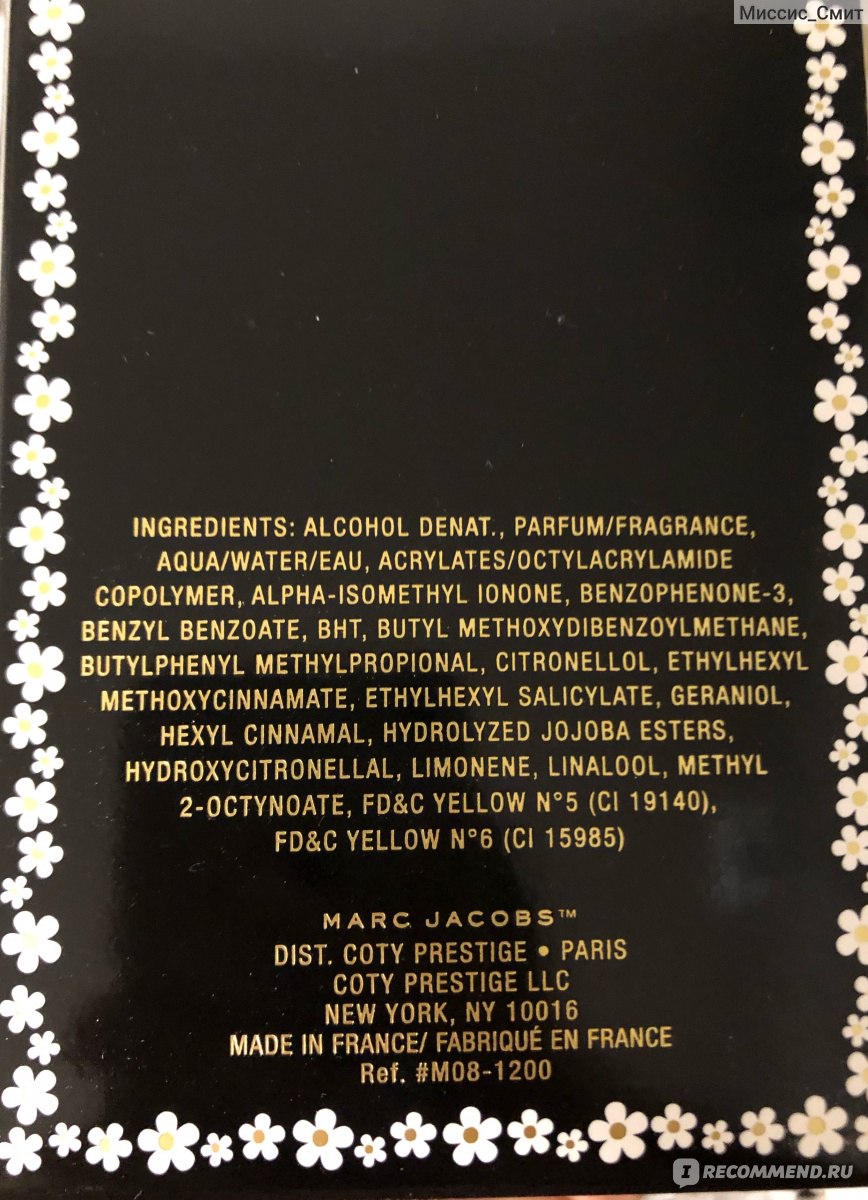 Миссис_Смит
INGREDIENTS: ALCOHOL DENAT., PARFUM/FRAGRANCE,
AQUA/WATER/EAU, ACRYLATES/OCTYLACRYLAMIDE
COPOLYMER, ALPHA-ISOMETHYL IONONE, BENZOPHENONE-3,
BENZYL BENZOATE, BHT, BUTYL METHOXYDIBENZOYLMETHANE,
BUTYLPHENYL METHYLPROPIONAL, CITRONELLOL, ETHYLHEXYL
METHOXYCINNAMATE, ETHYLHEXYL SALICYLATE, GERANIOL,
HEXYL CINNAMAL, HYDROLYZED JOJOBA ESTERS,
HYDROXYCITRONELLAL, LIMONENE, LINALOOL, METHYL
2-OCTYNOATE, FD&C YELLOW N°5 (CI 19140),
FD&C YELLOW N°6 (CI 15985)
MARC JACOBS™
DIST. COTY PRESTIGE • PARIS
COTY PRESTIGE LLC
NEW YORK, NY 10016
MADE IN FRANCE/ FABRIQUÉ EN FRANCE
Ref. #M08-1200
I RECOMMEND.RU